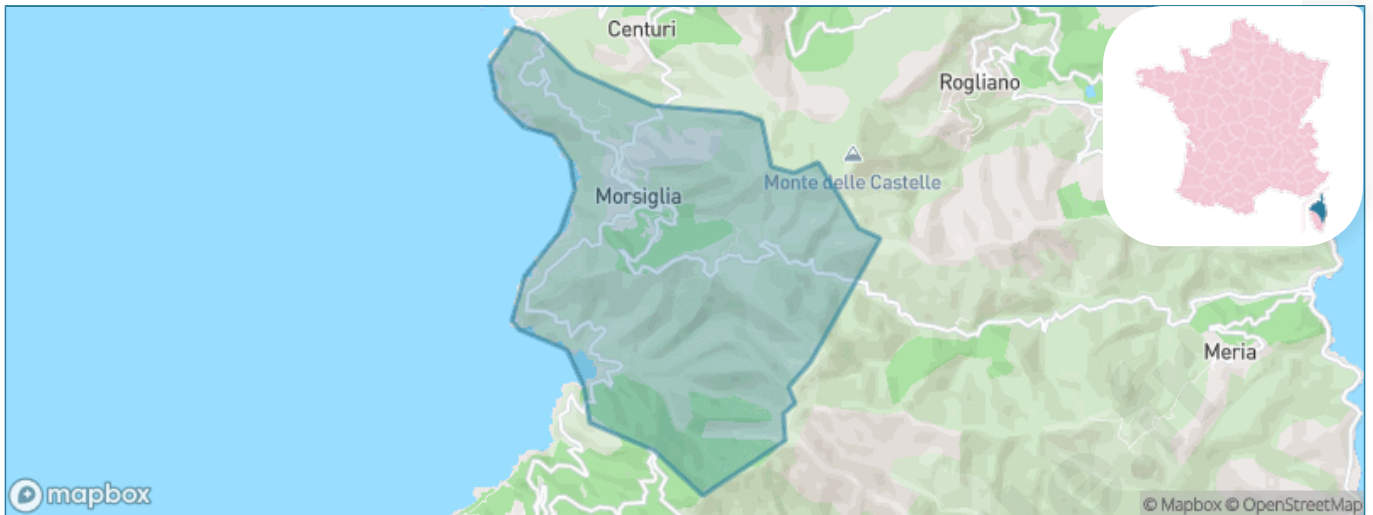 Centuri
Rogliano
Monte delle Castelle
Morsiglia
Meria
mapbox
© Mapbox © OpenStreetMap